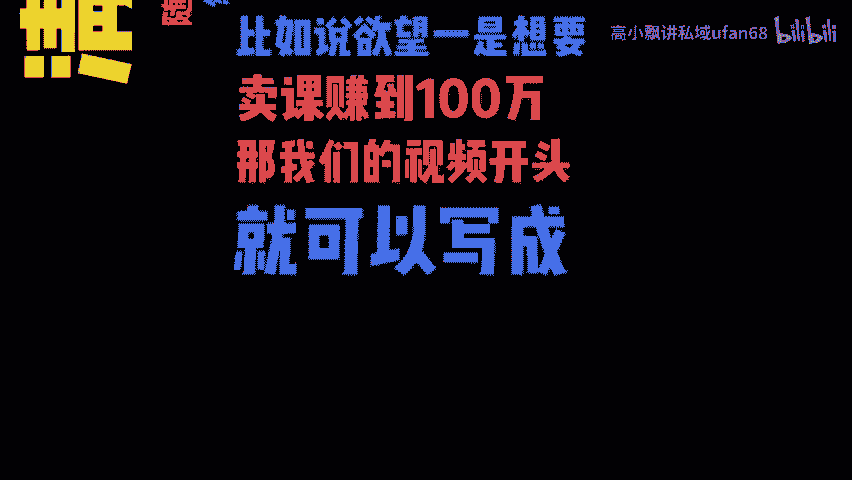 比如说欲望一是想要
卖课赚到100万
那我们的视频开头
就可以写成
高小飘讲私域ufan68
bilibili